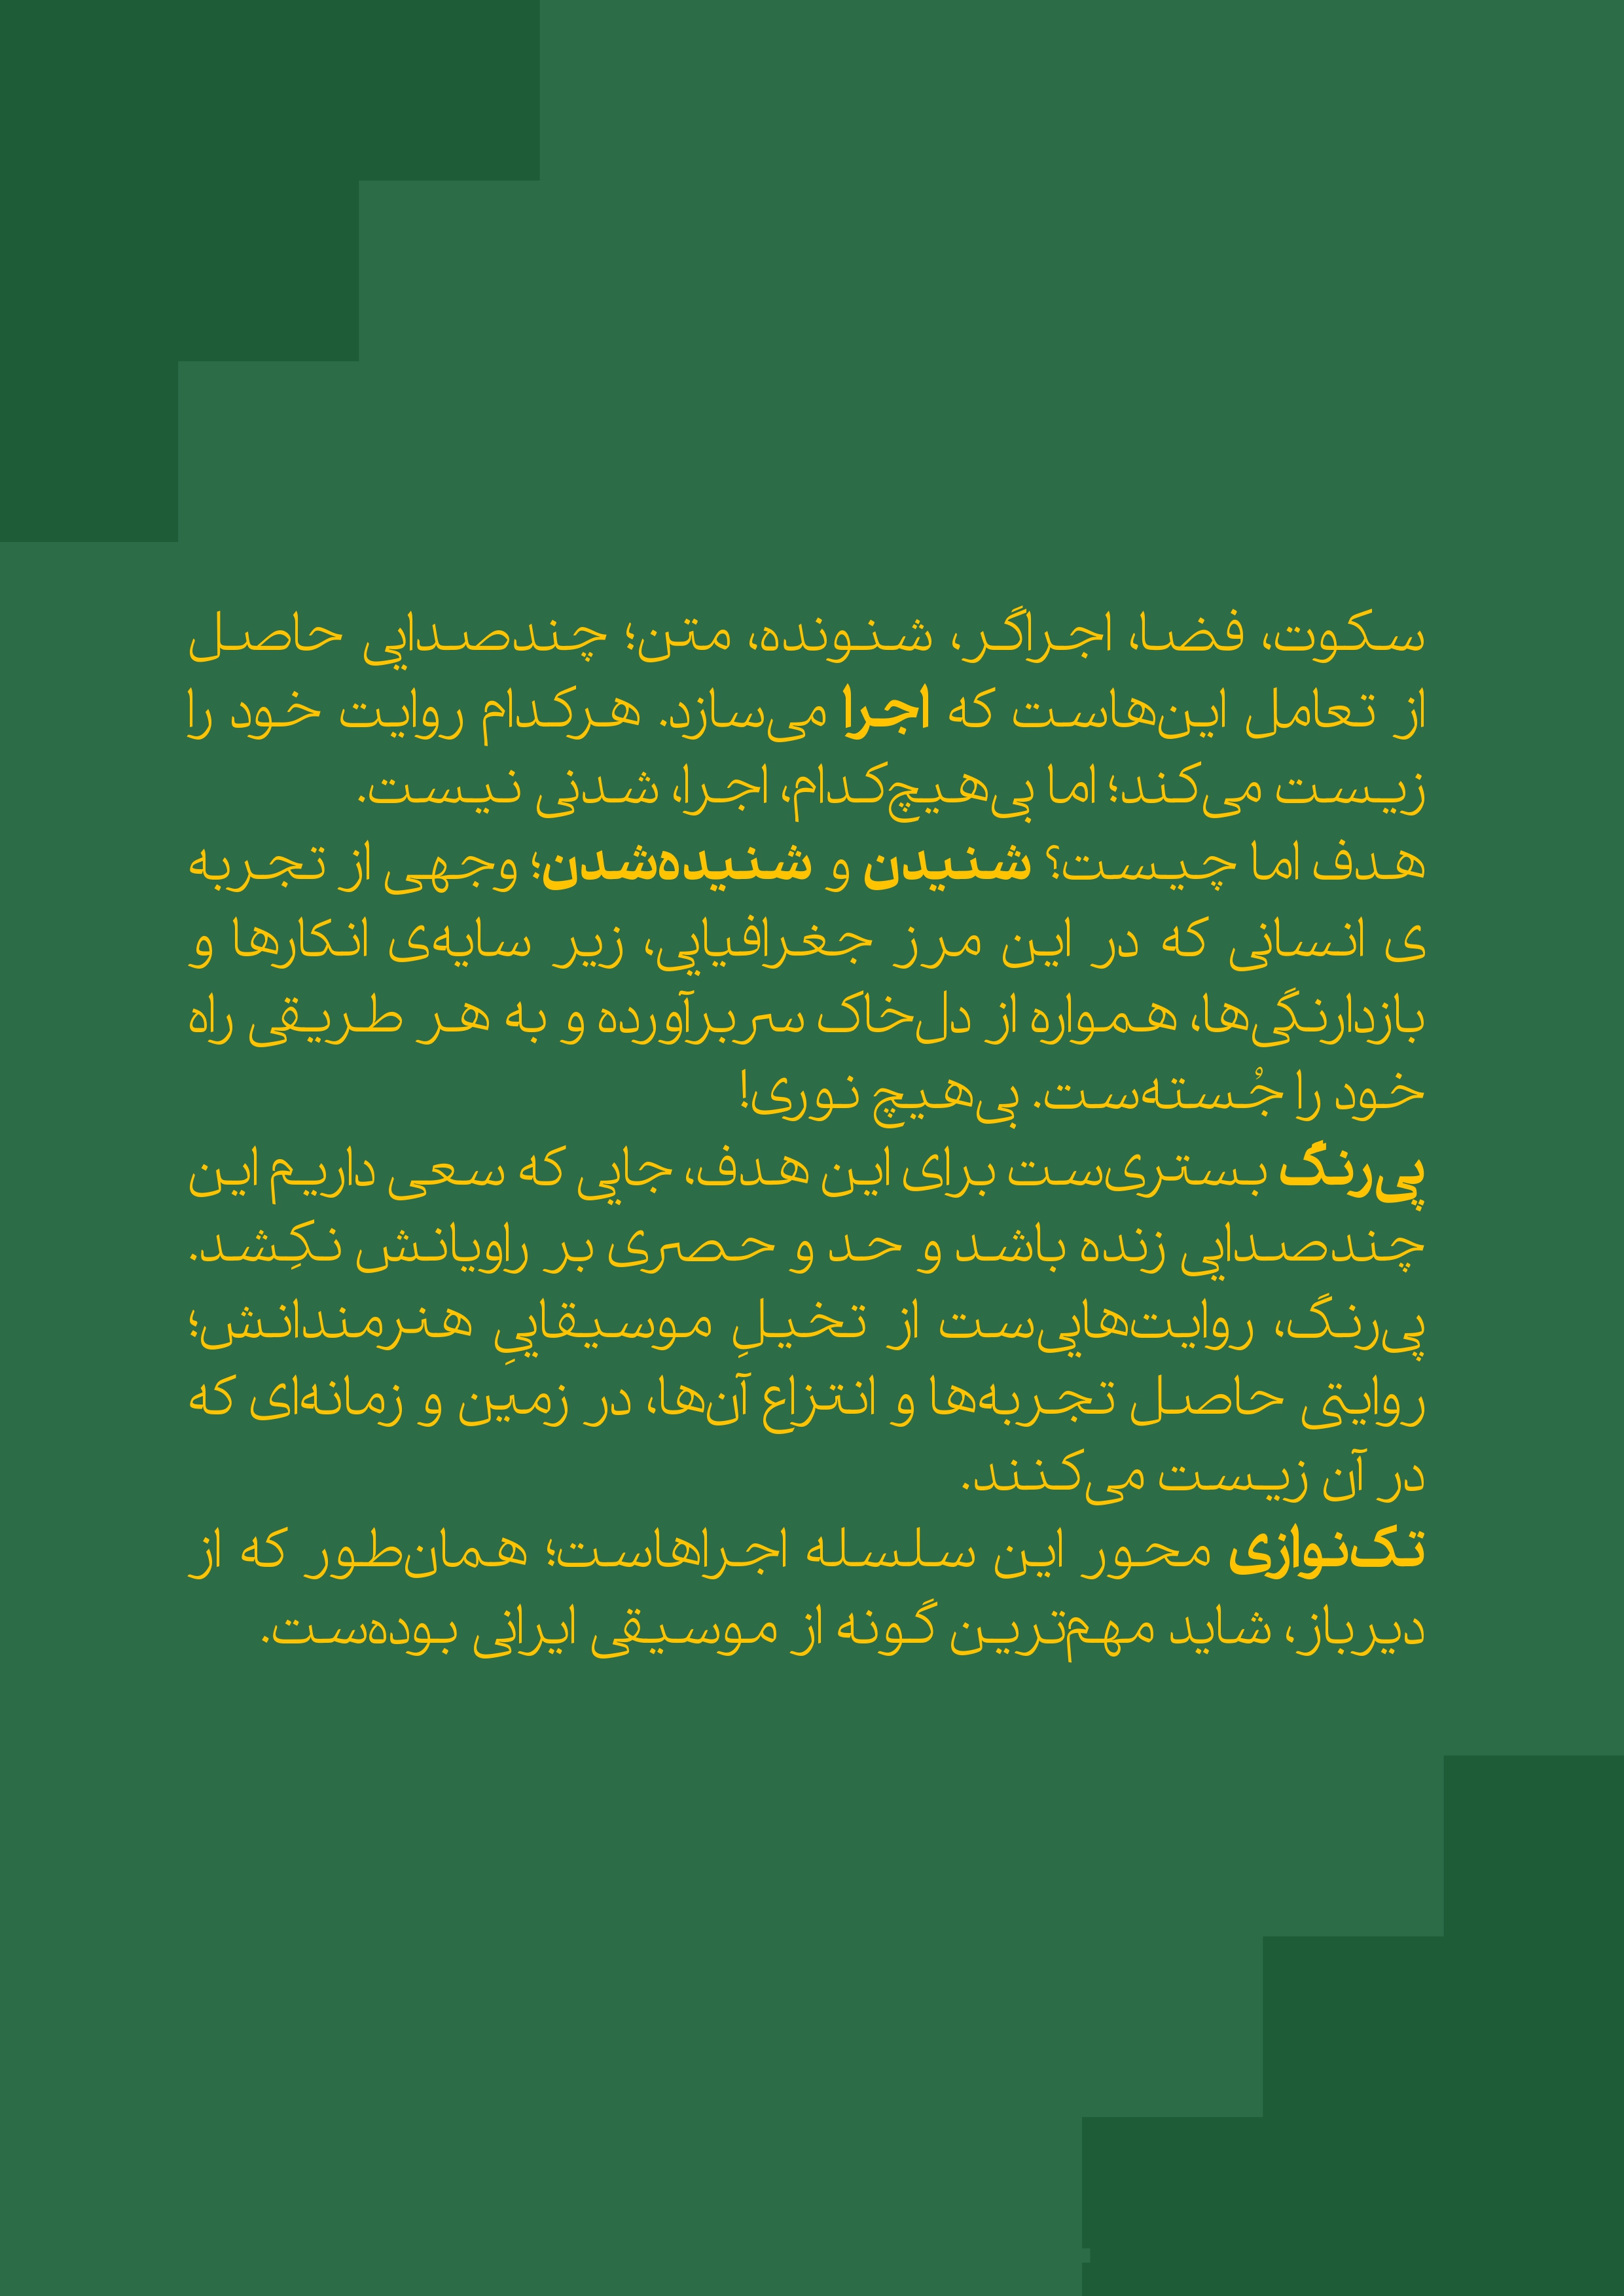 سکوت، فضا، اجراگر، شنونده، متن؛ چندصدایی حاصل
از تعامل این‌هاست که اجرا می‌سازد. هرکدام روایت خود را
زیست می‌کند؛ اما بی‌هیچ‌کدام، اجرا، شدنی نیست.
هدف اما چیست؟ شنیدن و شنیده‌شدن؛ وجهی از تجربه
ی انسانی که در این مرز جغرافیایی، زیر سایه‌ی انکارها و
بازدارنگی‌ها، همواره از دل‌خاک سربرآورده و به هر طریقی راه
خود را جُسته‌ست. بی‌هیچ نوری!
پی‌رنگ بستری‌ست برای این هدف، جایی که سعی داریم این
چندصدایی زنده باشد و حد و حصری بر راویانش نکِشد.
پی‌رنگ، روایت‌هایی‌ست از تخیلِ موسیقاییِ هنرمندانش؛
روایتی حاصل تجربه‌ها و انتزاع آن‌ها، در زمین و زمانه‌ای که
در آن زیست می‌کنند.
تک‌نوازی محور این سلسله اجراهاست؛ همان‌طور که از
دیرباز، شاید مهم‌ترین گونه از موسیقی ایرانی بوده‌ست.